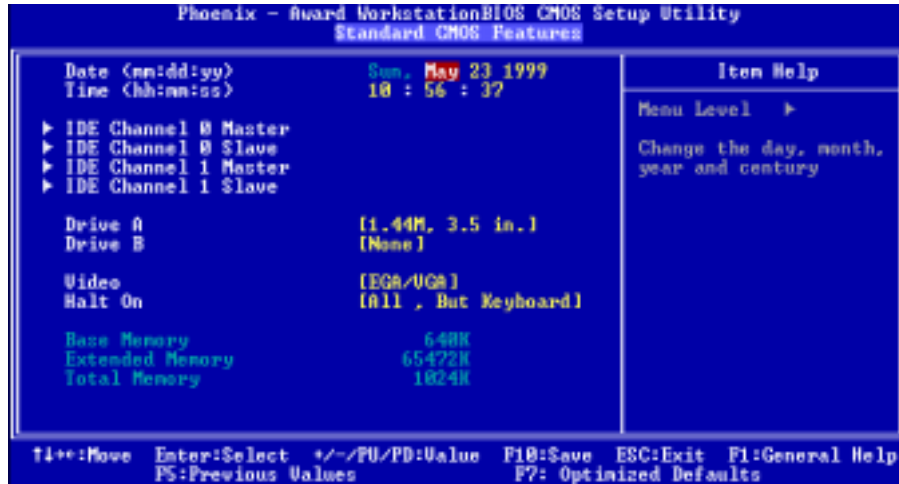 Phoenix - Award WorkstationBIOS CMOS Setup Utility
Standard CMOS Features
Date (mm:dd:yy) Sun, May 23 1999
Time (hh:mm:ss) 10 : 56 : 37
Item Help
Menu Level ▶
Change the day, month,
year and century
▶ IDE Channel 0 Master
▶ IDE Channel 0 Slave
▶ IDE Channel 1 Master
▶ IDE Channel 1 Slave
Drive A [1.44M, 3.5 in.]
Drive B [None]
Video [EGA/VGA]
Halt On [All , But Keyboard]
Base Memory 640K
Extended Memory 65472K
Total Memory 1024K
↑↓→←:Move Enter:Select +/-/PU/PD:Value F10:Save ESC:Exit F1:General Help
F5:Previous Values F7: Optimized Defaults